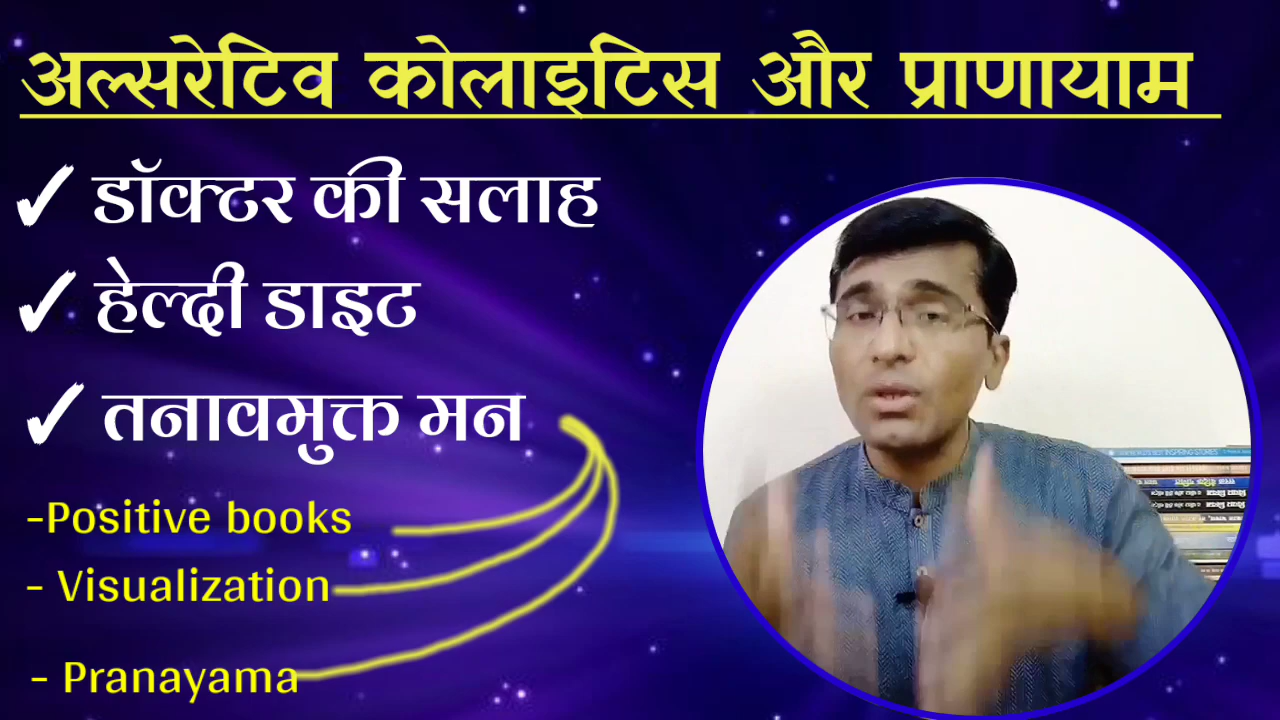 अल्सरेटिव कोलाइटिस और प्राणायाम
✓ डॉक्टर की सलाह
✓ हेल्दी डाइट
✓ तनावमुक्त मन
-Positive books
- Visualization
- Pranayama